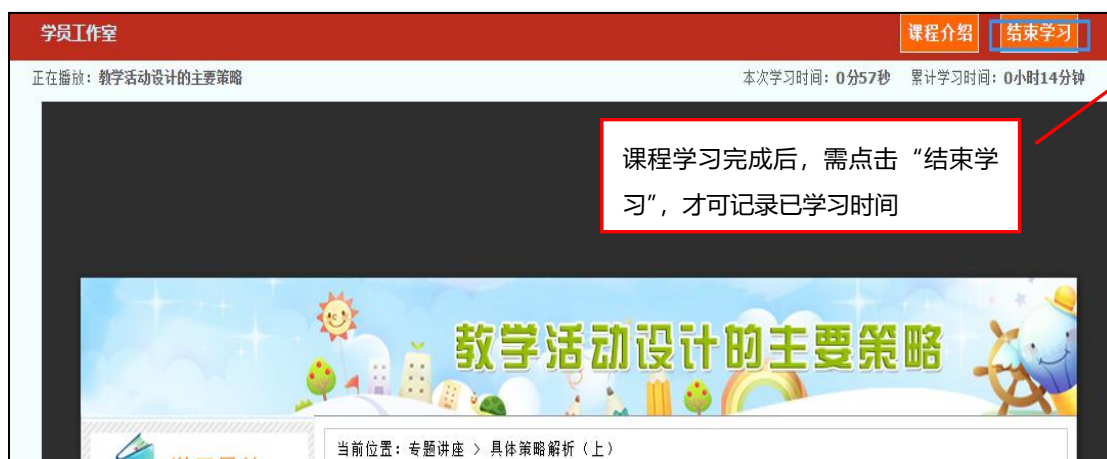 学员工作室
课程介绍
结束学习
正在播放：教学活动设计的主要策略
本次学习时间：0分57秒 累计学习时间：0小时14分钟
课程学习完成后，需点击“结束学
习”，才可记录已学习时间
教学活动设计的主要策略
当前位置：专题讲座 > 具体策略解析（上）